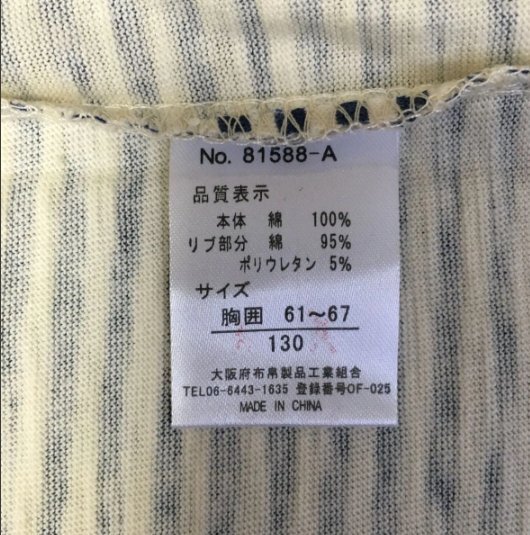 No. 81588-A
品質表示
本体 綿 100%
リブ部分 綿 95%
ポリウレタン 5%
サイズ
胸囲 61〜67
130
大阪府布帛製品工業組合
TEL06-6443-1635 登録番号OF-025
MADE IN CHINA